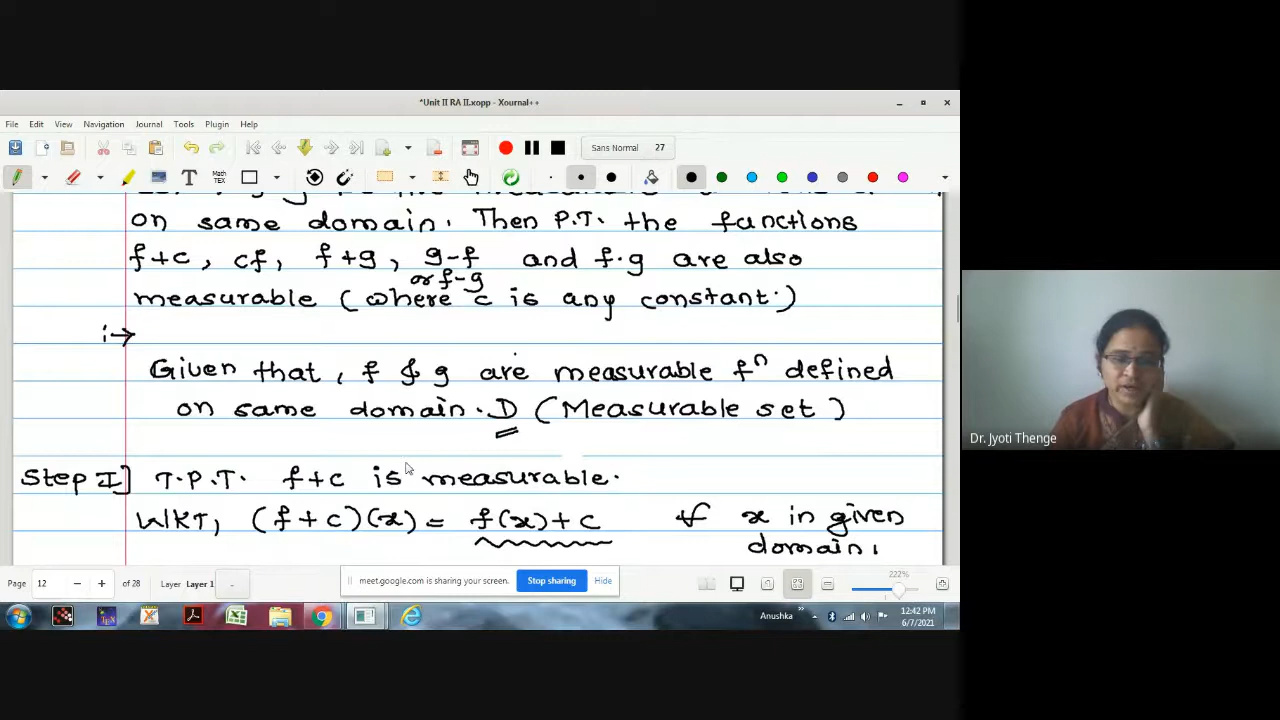 *Unit II RA II.xopp - Xournal++
File Edit View Navigation Journal Tools Plugin Help
Sans Normal 27
on same domain. Then P.T. the functions
f+c, cf, f+g, g-f and f·g are also
or f-g
measurable (where c is any constant.)
Given that, f & g are measurable fⁿ defined
on same domain. D (Measurable set)
Step I] T.P.T. f+c is measurable.
WKT, (f+c)(x) = f(x)+c ∀ x in given
domain.
Page 12 of 28 Layer Layer 1
meet.google.com is sharing your screen. Stop sharing Hide
222%
Anushka
12:42 PM
6/7/2021
Dr. Jyoti Thenge